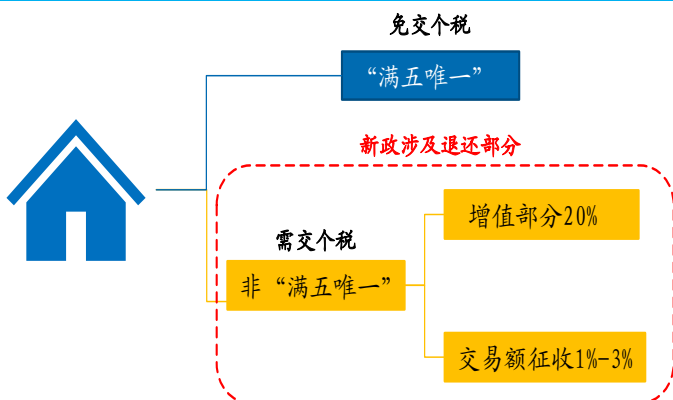 免交个税
“满五唯一”
新政涉及退还部分
增值部分20%
需交个税
非“满五唯一”
交易额征收1%-3%